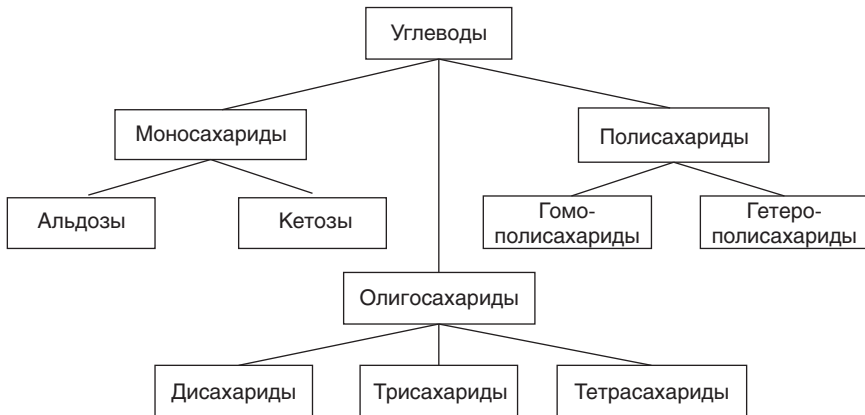 Углеводы
Моносахариды
Полисахариды
Альдозы
Кетозы
Гомо-
полисахариды
Гетеро-
полисахариды
Олигосахариды
Дисахариды
Трисахариды
Тетрасахариды